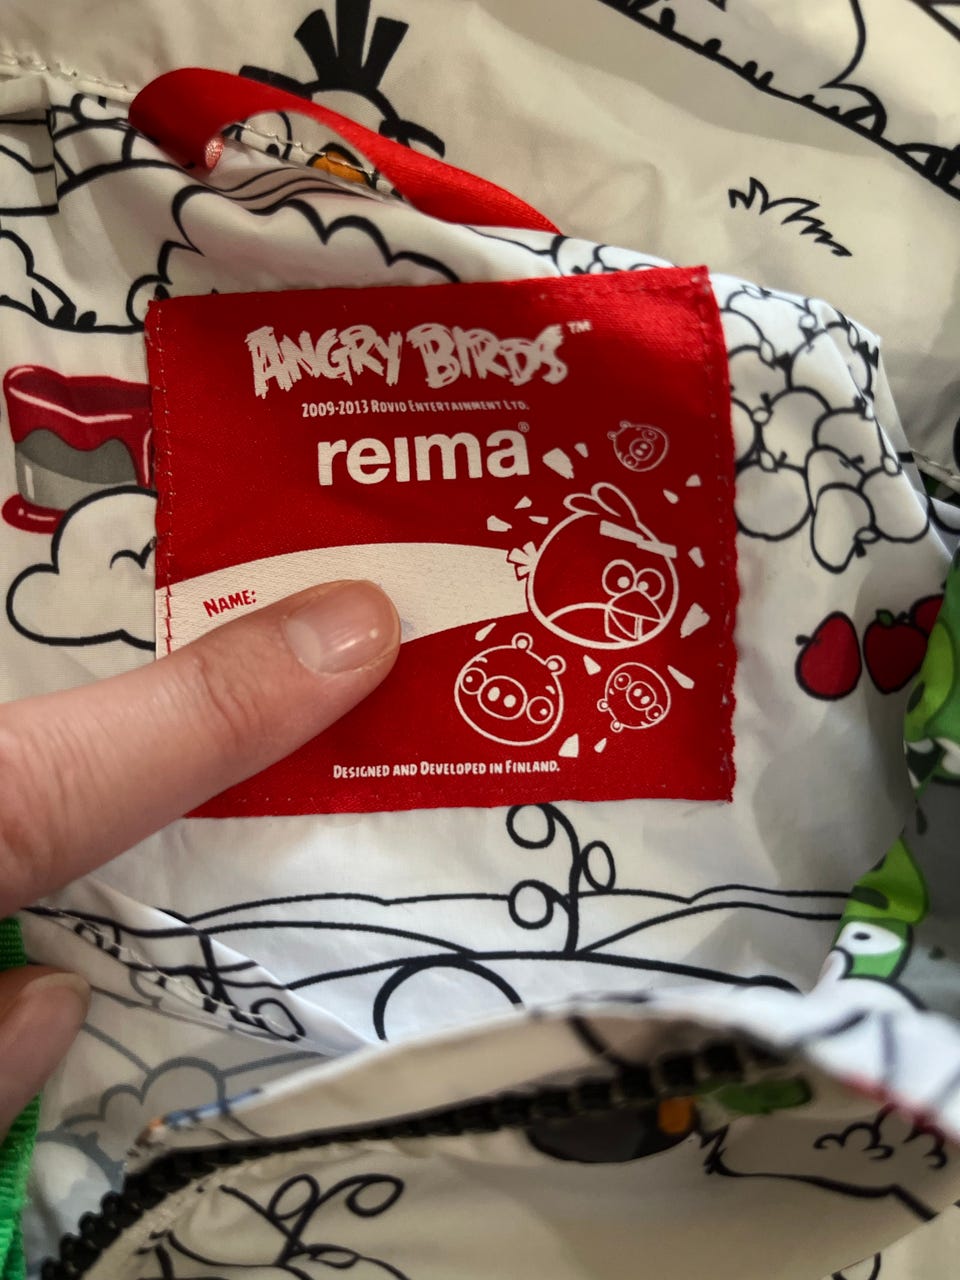 ANGRY BIRDS™
2009-2013 ROVIO ENTERTAINMENT LTD.
reima®
NAME:
DESIGNED AND DEVELOPED IN FINLAND.